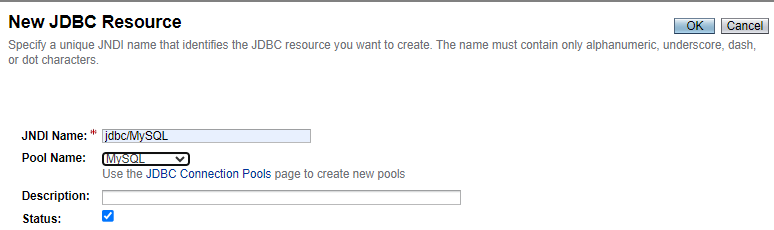 New JDBC Resource
OK Cancel
Specify a unique JNDI name that identifies the JDBC resource you want to create. The name must contain only alphanumeric, underscore, dash,
or dot characters.
JNDI Name: * jdbc/MySQL
Pool Name: MySQL
Use the JDBC Connection Pools page to create new pools
Description:
Status: